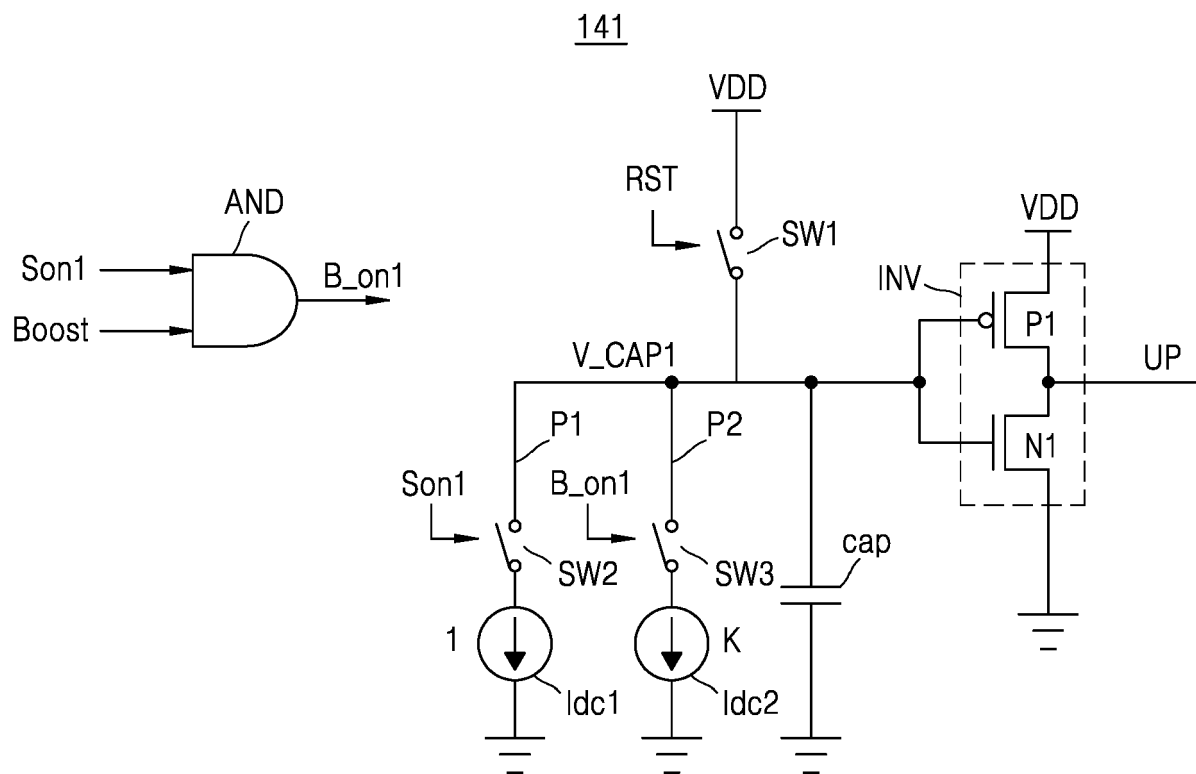 141
VDD
RST
SW1
AND
Son1
B_on1
Boost
VDD
INV
P1
UP
N1
V_CAP1
P1
P2
Son1
B_on1
SW2
SW3
cap
1
K
Idc1
Idc2